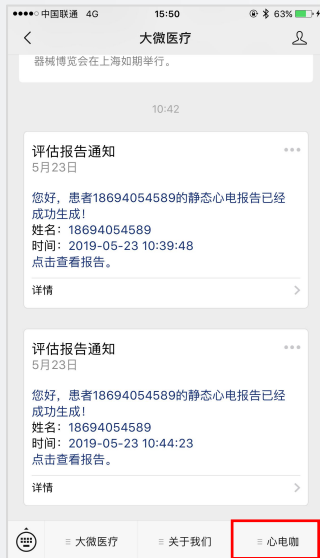 中国联通 4G 15:50 63%
大微医疗
器械博览会在上海如期举行。
10:42
评估报告通知
5月23日
您好，患者18694054589的静态心电报告已经
成功生成！
姓名：18694054589
时间：2019-05-23 10:39:48
点击查看报告。
详情
评估报告通知
5月23日
您好，患者18694054589的静态心电报告已经
成功生成！
姓名：18694054589
时间：2019-05-23 10:44:23
点击查看报告。
详情
大微医疗 关于我们 心电咖